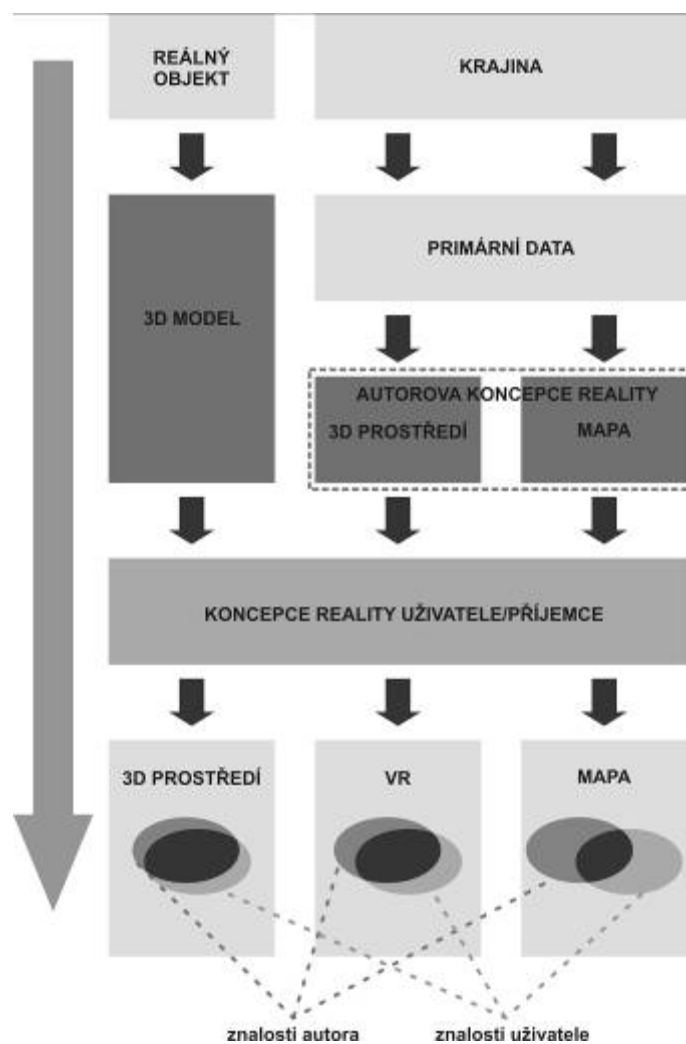 REÁLNÝ
OBJEKT
KRAJINA
PRIMÁRNÍ DATA
3D MODEL
AUTOROVA KONCEPCE REALITY
3D PROSTŘEDÍ
MAPA
KONCEPCE REALITY UŽIVATELE/PŘÍJEMCE
3D PROSTŘEDÍ
VR
MAPA
znalosti autora
znalosti uživatele